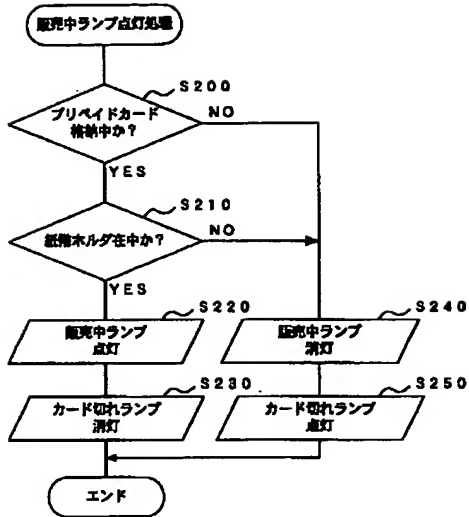 販売中ランプ点灯処理
S200
プリペイドカード
格納中か?
NO
YES
S210
紙幣ホルダ在中か?
NO
YES
S220
販売中ランプ
点灯
S240
販売中ランプ
消灯
S230
カード切れランプ
消灯
S250
カード切れランプ
点灯
エンド